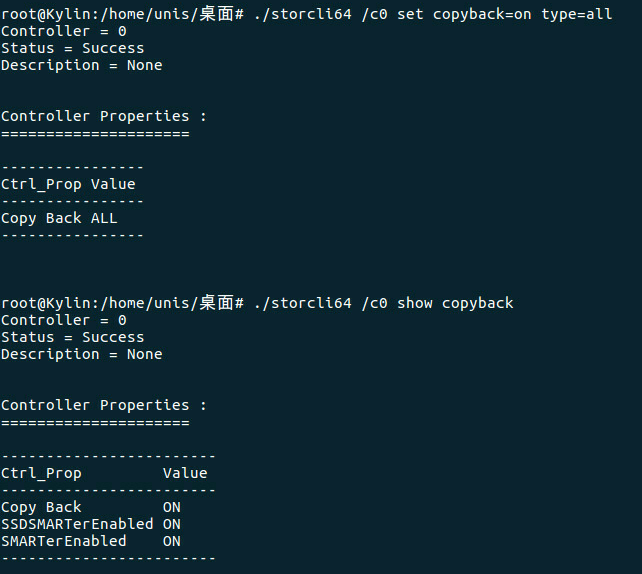 root@Kylin:/home/unis/桌面# ./storcli64 /c0 set copyback=on type=all
Controller = 0
Status = Success
Description = None
Controller Properties :
=====================
----------------
Ctrl_Prop Value
----------------
Copy Back ALL
----------------
root@Kylin:/home/unis/桌面# ./storcli64 /c0 show copyback
Controller = 0
Status = Success
Description = None
Controller Properties :
=====================
------------------------
Ctrl_Prop         Value
------------------------
Copy Back         ON
SSDSMARTerEnabled ON
SMARTerEnabled    ON
------------------------